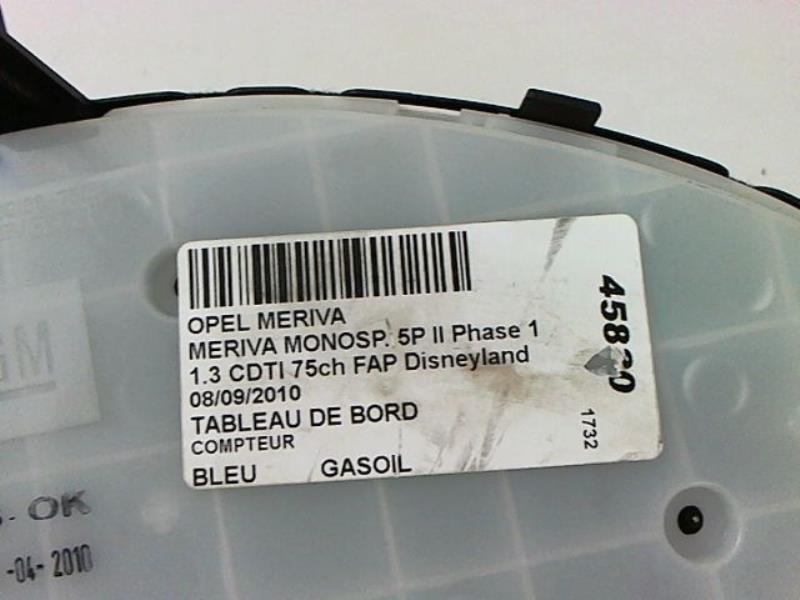 OPEL MERIVA
MERIVA MONOSP. 5P II Phase 1
1.3 CDTI 75ch FAP Disneyland
08/09/2010
TABLEAU DE BORD
COMPTEUR
BLEU GASOIL
1732
GM
OK
-04-2010